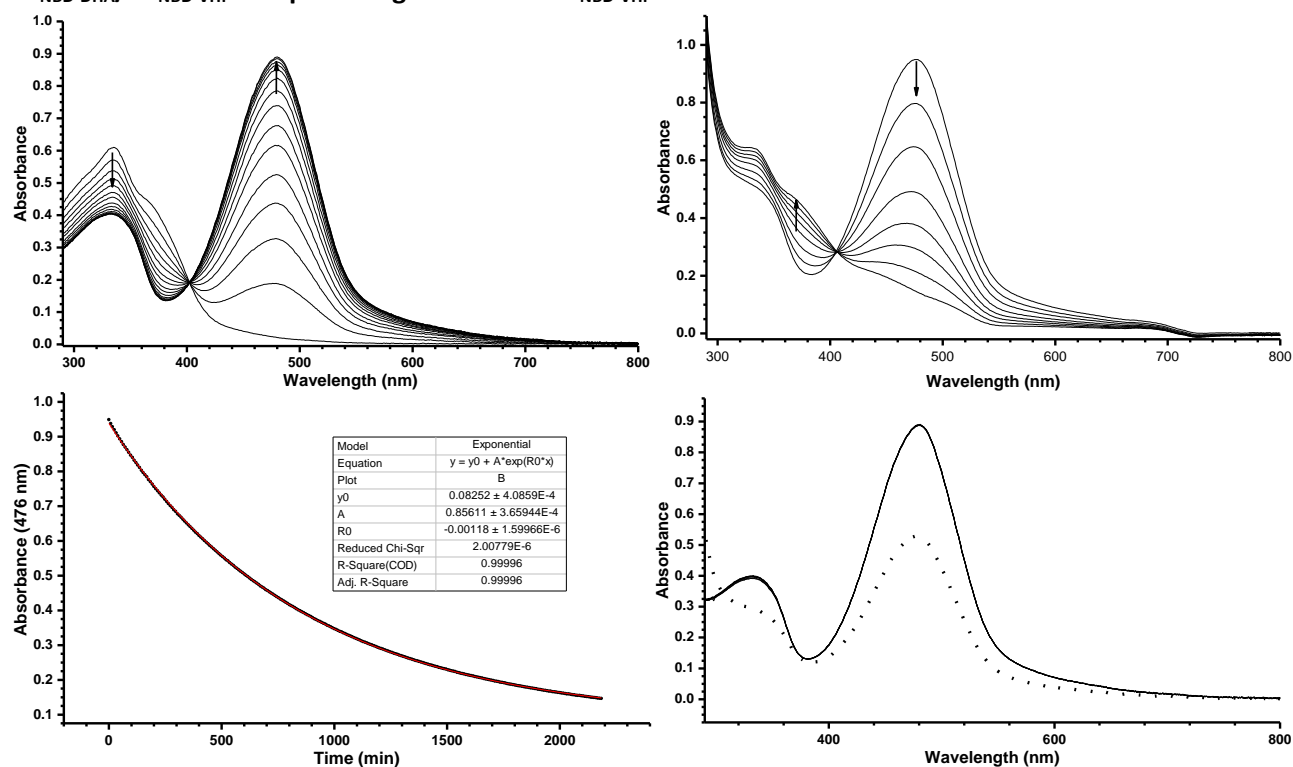 NBD-DHA
NBD-VHF
NBD-VHF
1.0
0.9
0.8
0.7
0.6
0.5
0.4
0.3
0.2
0.1
0.0
Absorbance
300 400 500 600 700 800
Wavelength (nm)
1.0
0.8
0.6
0.4
0.2
0.0
Absorbance
300 400 500 600 700 800
Wavelength (nm)
1.0
0.9
0.8
0.7
0.6
0.5
0.4
0.3
0.2
0.1
Absorbance (476 nm)
Model Exponential
Equation y = y0 + A*exp(R0*x)
Plot B
y0 0.08252 ± 4.0859E-4
A 0.85611 ± 3.65944E-4
R0 -0.00118 ± 1.59966E-6
Reduced Chi-Sqr 2.00779E-6
R-Square(COD) 0.99996
Adj. R-Square 0.99996
0 500 1000 1500 2000
Time (min)
0.9
0.8
0.7
0.6
0.5
0.4
0.3
0.2
0.1
0.0
Absorbance
400 600 800
Wavelength (nm)